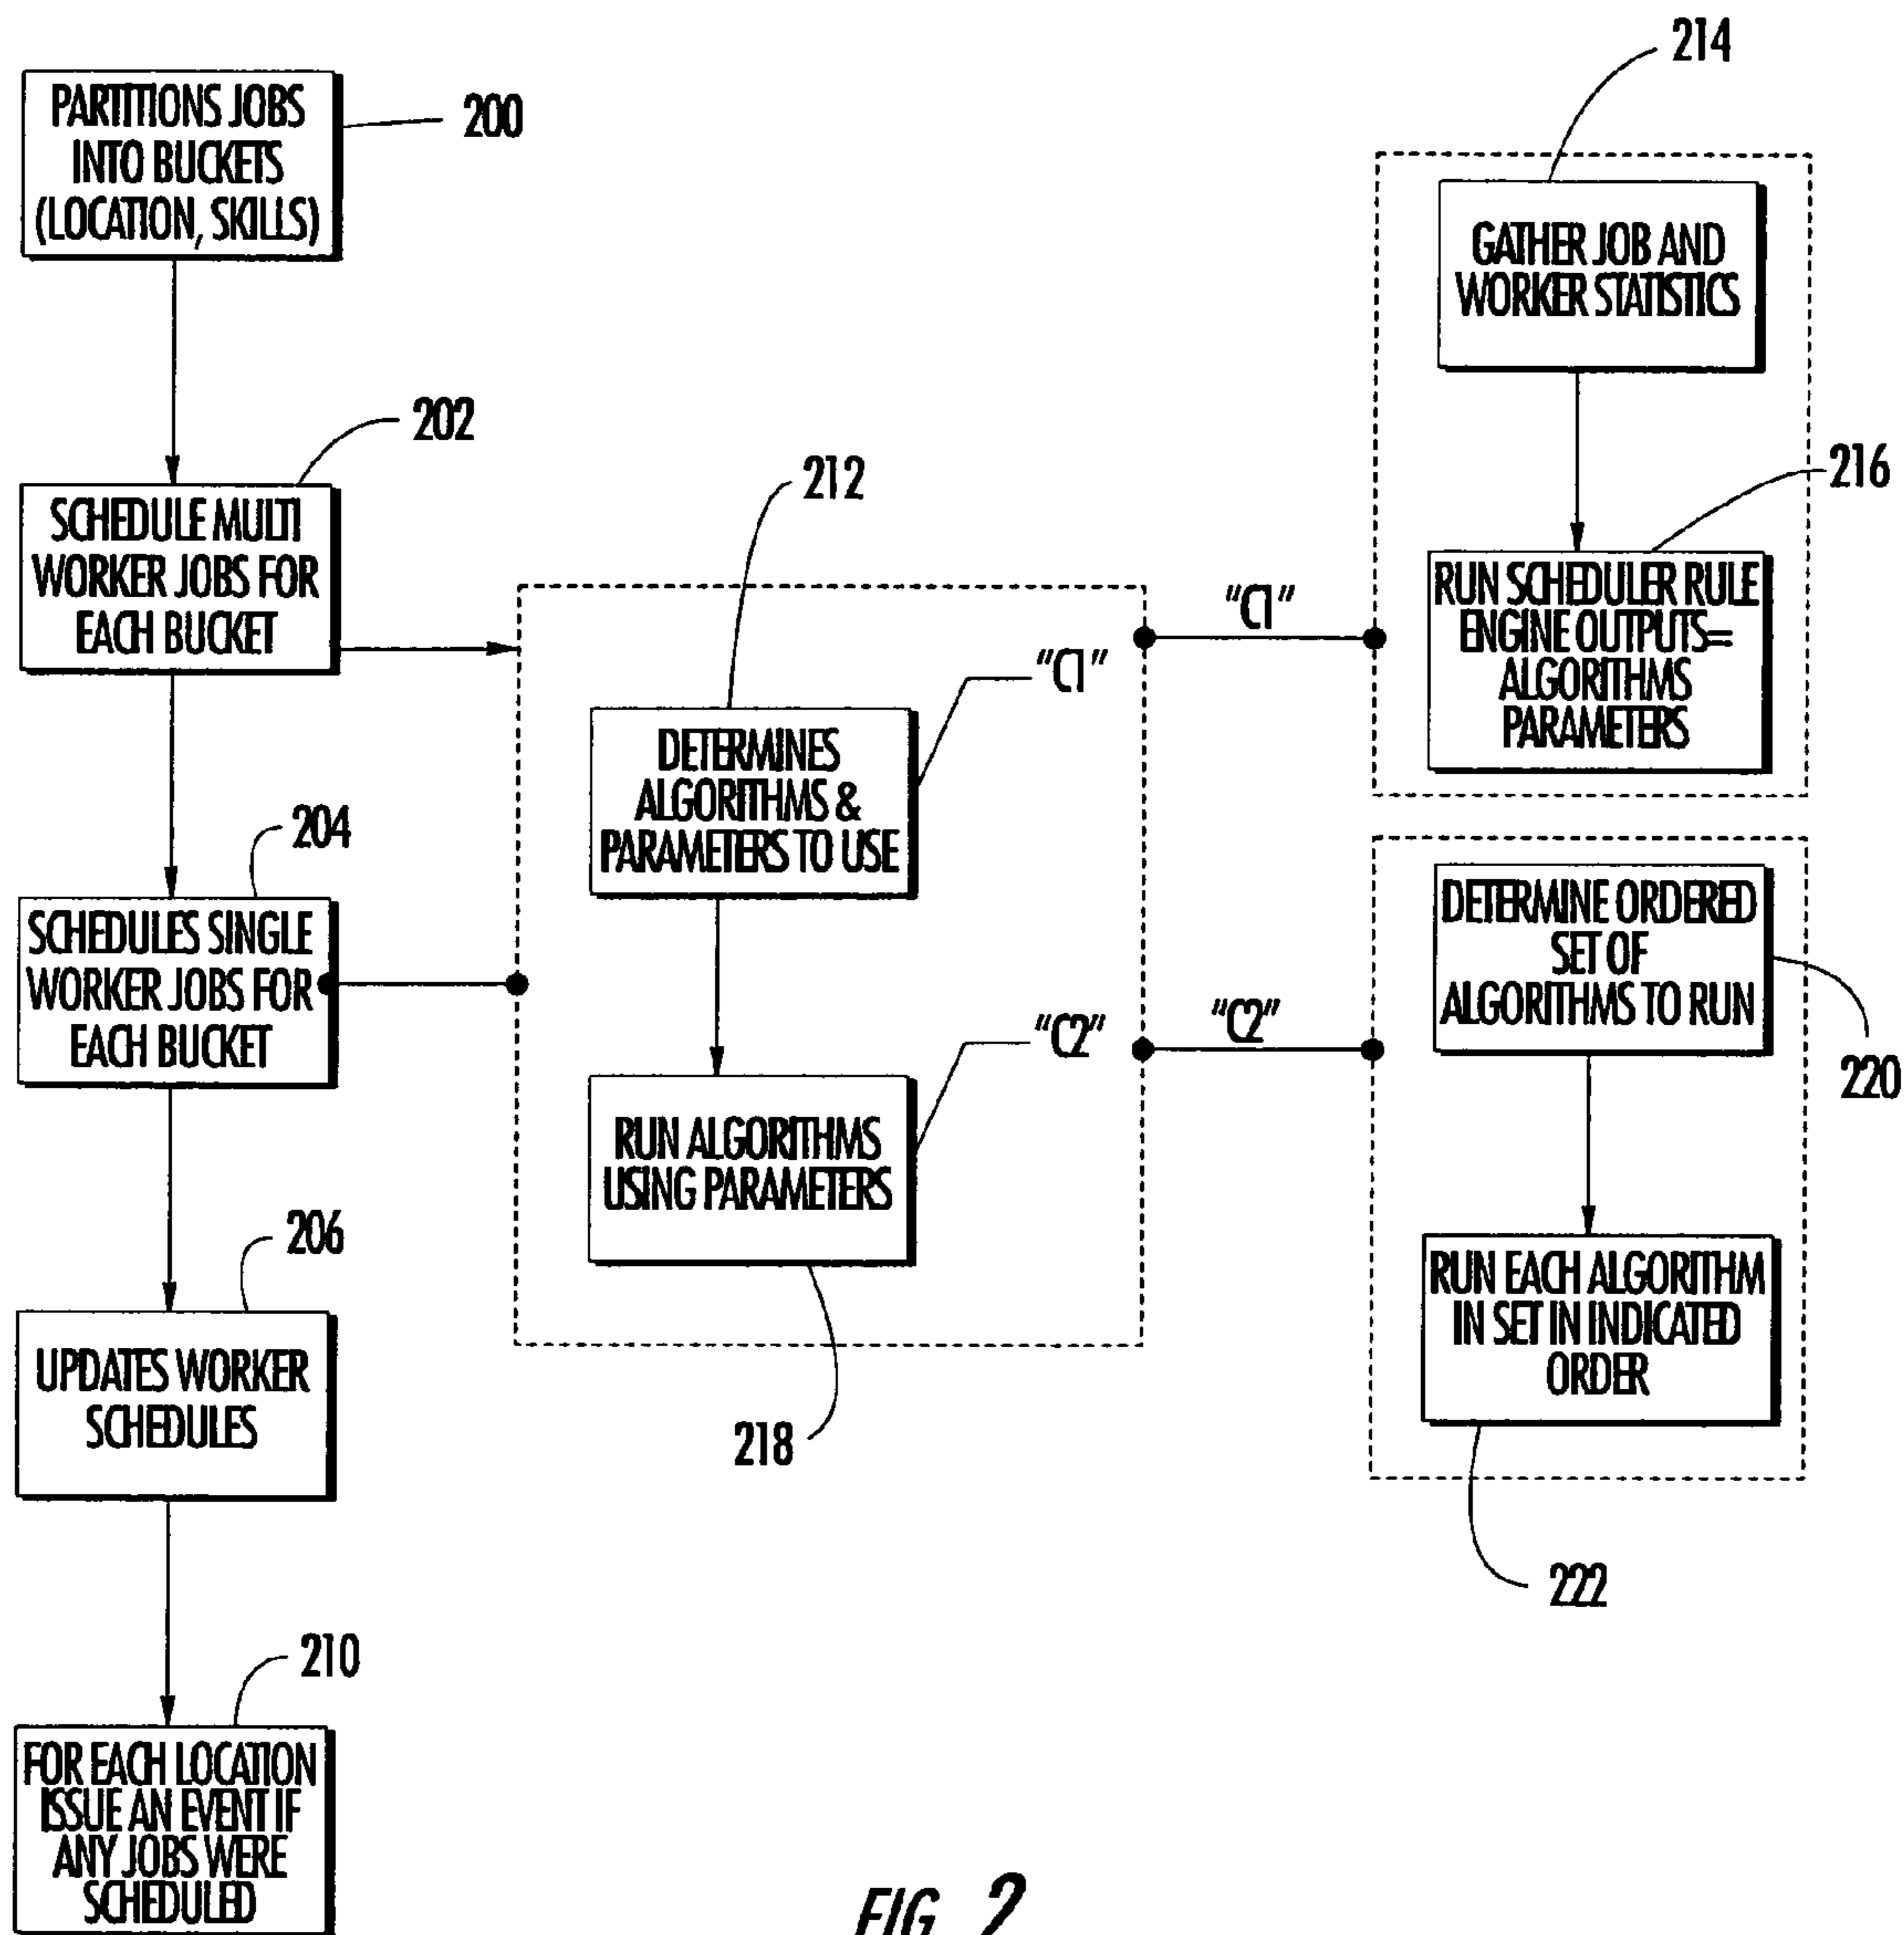 PARTITIONS JOBS
INTO BUCKETS
(LOCATION, SKILLS)
200
SCHEDULE MULTI
WORKER JOBS FOR
EACH BUCKET
202
SCHEDULES SINGLE
WORKER JOBS FOR
EACH BUCKET
204
UPDATES WORKER
SCHEDULES
206
FOR EACH LOCATION
ISSUE AN EVENT IF
ANY JOBS WERE
SCHEDULED
210
212
DETERMINES
ALGORITHMS &
PARAMETERS TO USE
"C1"
RUN ALGORITHMS
USING PARAMETERS
"C2"
218
"C1"
"C2"
214
GATHER JOB AND
WORKER STATISTICS
216
RUN SCHEDULER RULE
ENGINE OUTPUTS=
ALGORITHMS
PARAMETERS
DETERMINE ORDERED
SET OF
ALGORITHMS TO RUN
220
RUN EACH ALGORITHM
IN SET IN INDICATED
ORDER
222
FIG. 2